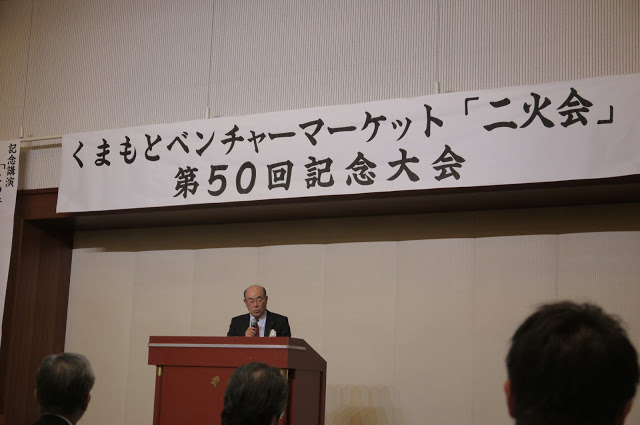 くまもとベンチャーマーケット「二火会」
第50回記念大会
記念講演